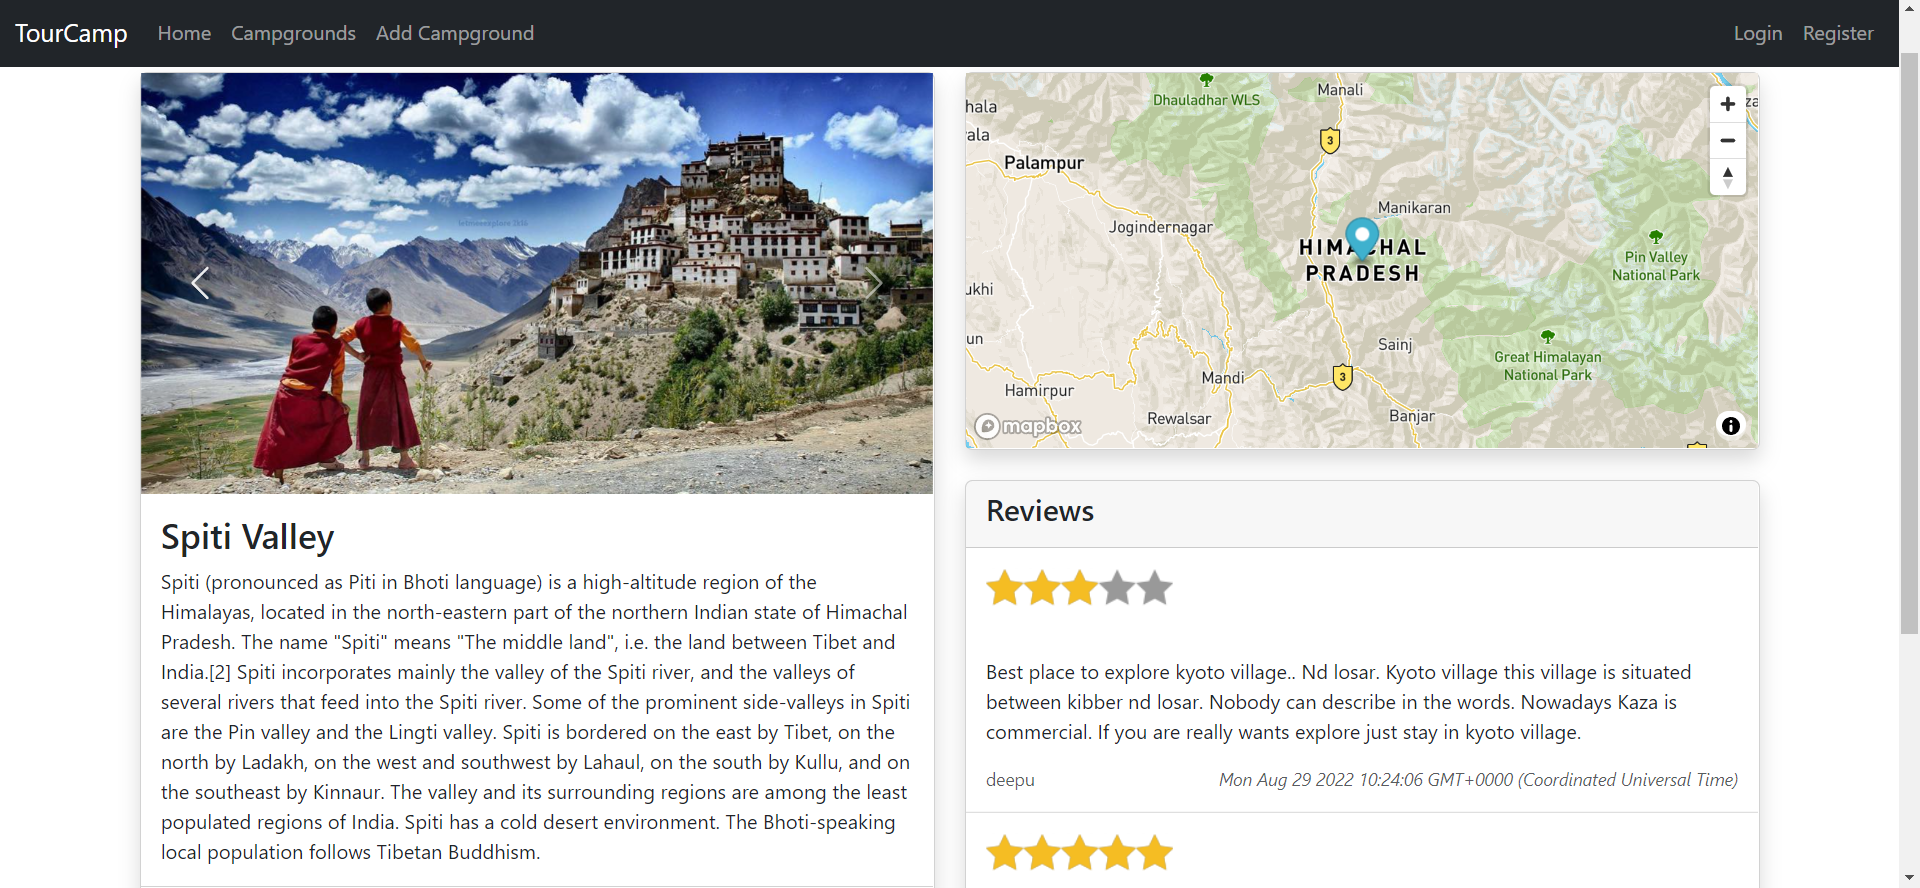 TourCamp Home Campgrounds Add Campground Login Register
Spiti Valley
Spiti (pronounced as Piti in Bhoti language) is a high-altitude region of the
Himalayas, located in the north-eastern part of the northern Indian state of Himachal
Pradesh. The name "Spiti" means "The middle land", i.e. the land between Tibet and
India.[2] Spiti incorporates mainly the valley of the Spiti river, and the valleys of
several rivers that feed into the Spiti river. Some of the prominent side-valleys in Spiti
are the Pin valley and the Lingti valley. Spiti is bordered on the east by Tibet, on the
north by Ladakh, on the west and southwest by Lahaul, on the south by Kullu, and on
the southeast by Kinnaur. The valley and its surrounding regions are among the least
populated regions of India. Spiti has a cold desert environment. The Bhoti-speaking
local population follows Tibetan Buddhism.
Manali
Dhauladhar WLS
hala
za
ala
3
Palampur
Manikaran
Jogindernagar
HIMACHAL
PRADESH
Pin Valley
National Park
ukhi
un
Sainj
Great Himalayan
National Park
Mandi
3
Hamirpur
Rewalsar
Banjar
mapbox
Reviews
Best place to explore kyoto village.. Nd losar. Kyoto village this village is situated
between kibber nd losar. Nobody can describe in the words. Nowadays Kaza is
commercial. If you are really wants explore just stay in kyoto village.
deepu Mon Aug 29 2022 10:24:06 GMT+0000 (Coordinated Universal Time)